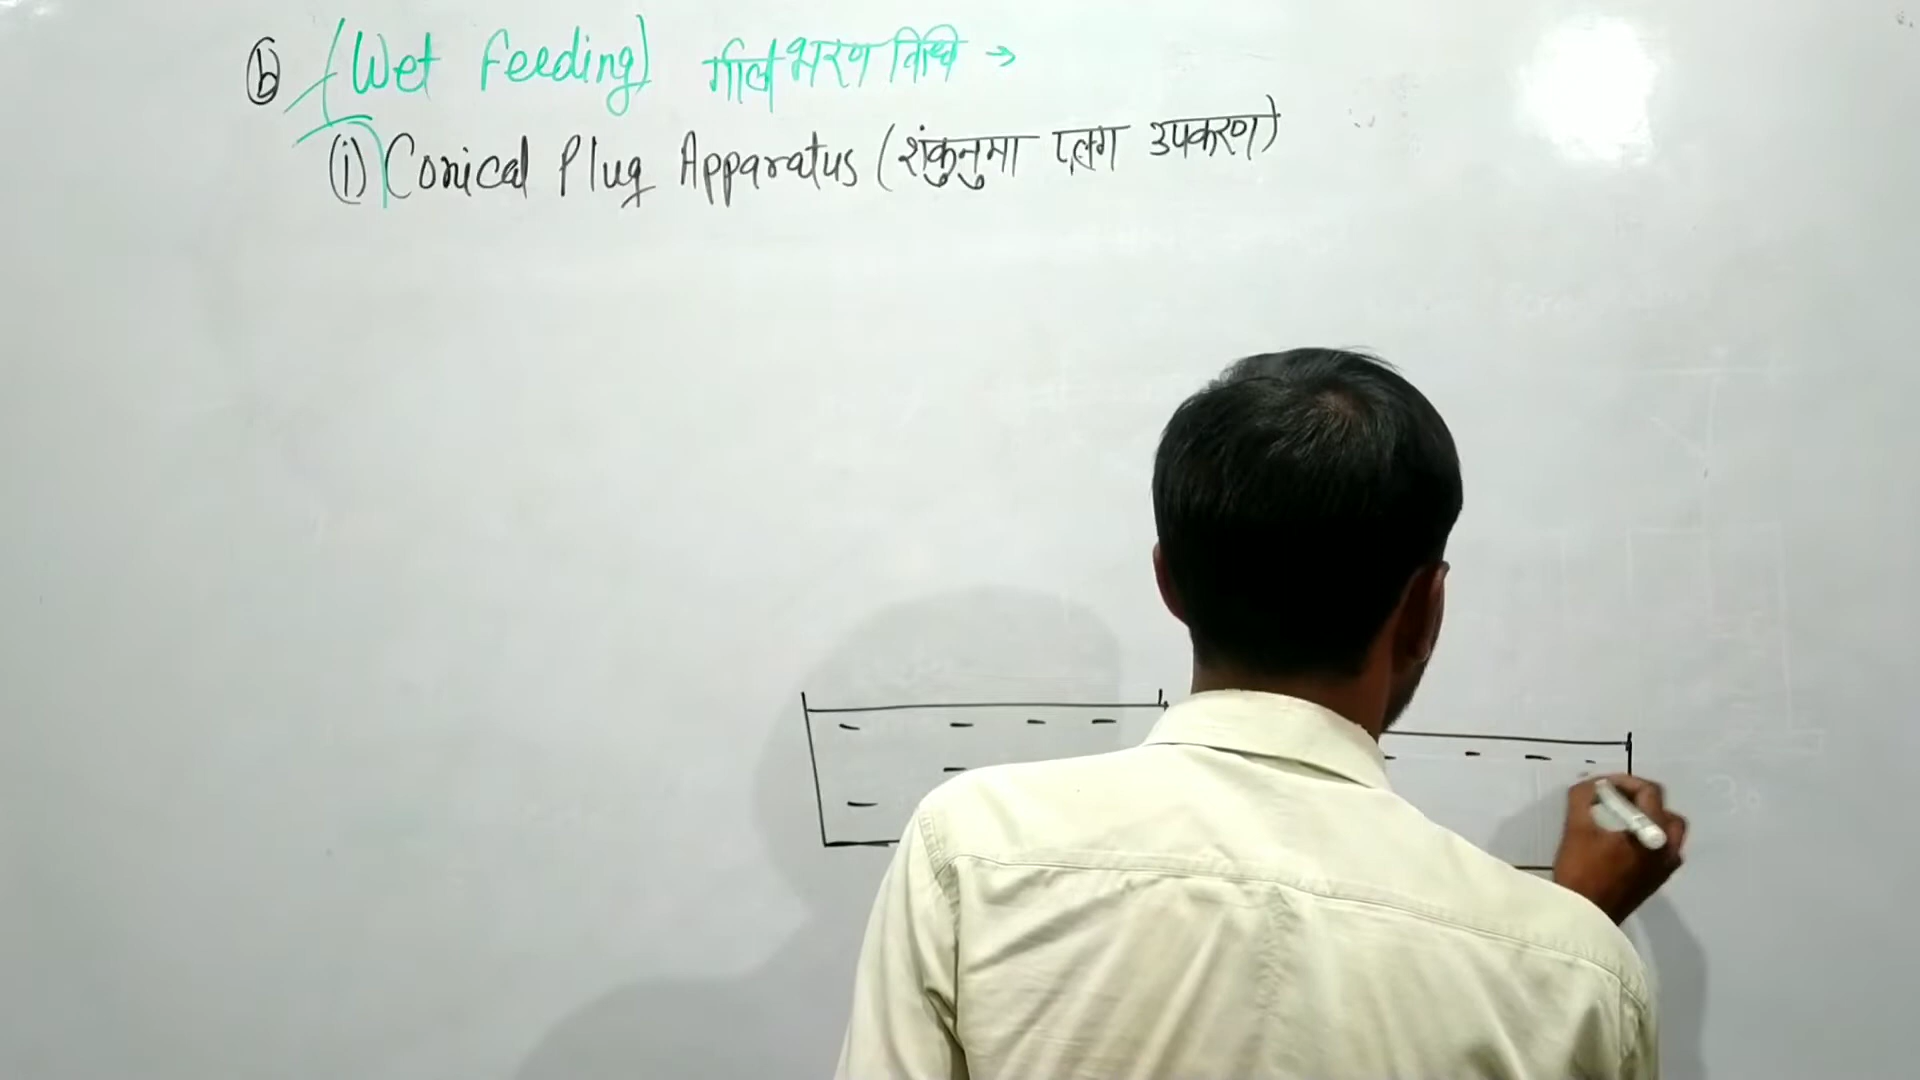 ⓑ (Wet Feeding) गीली भरण विधि →
(i) Conical Plug Apparatus (शंकुनुमा प्लग उपकरण)